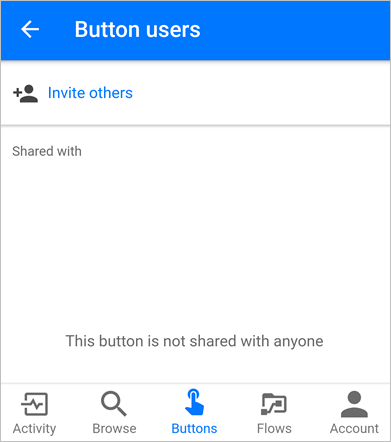 Button users
Invite others
Shared with
This button is not shared with anyone
Activity Browse Buttons Flows Account